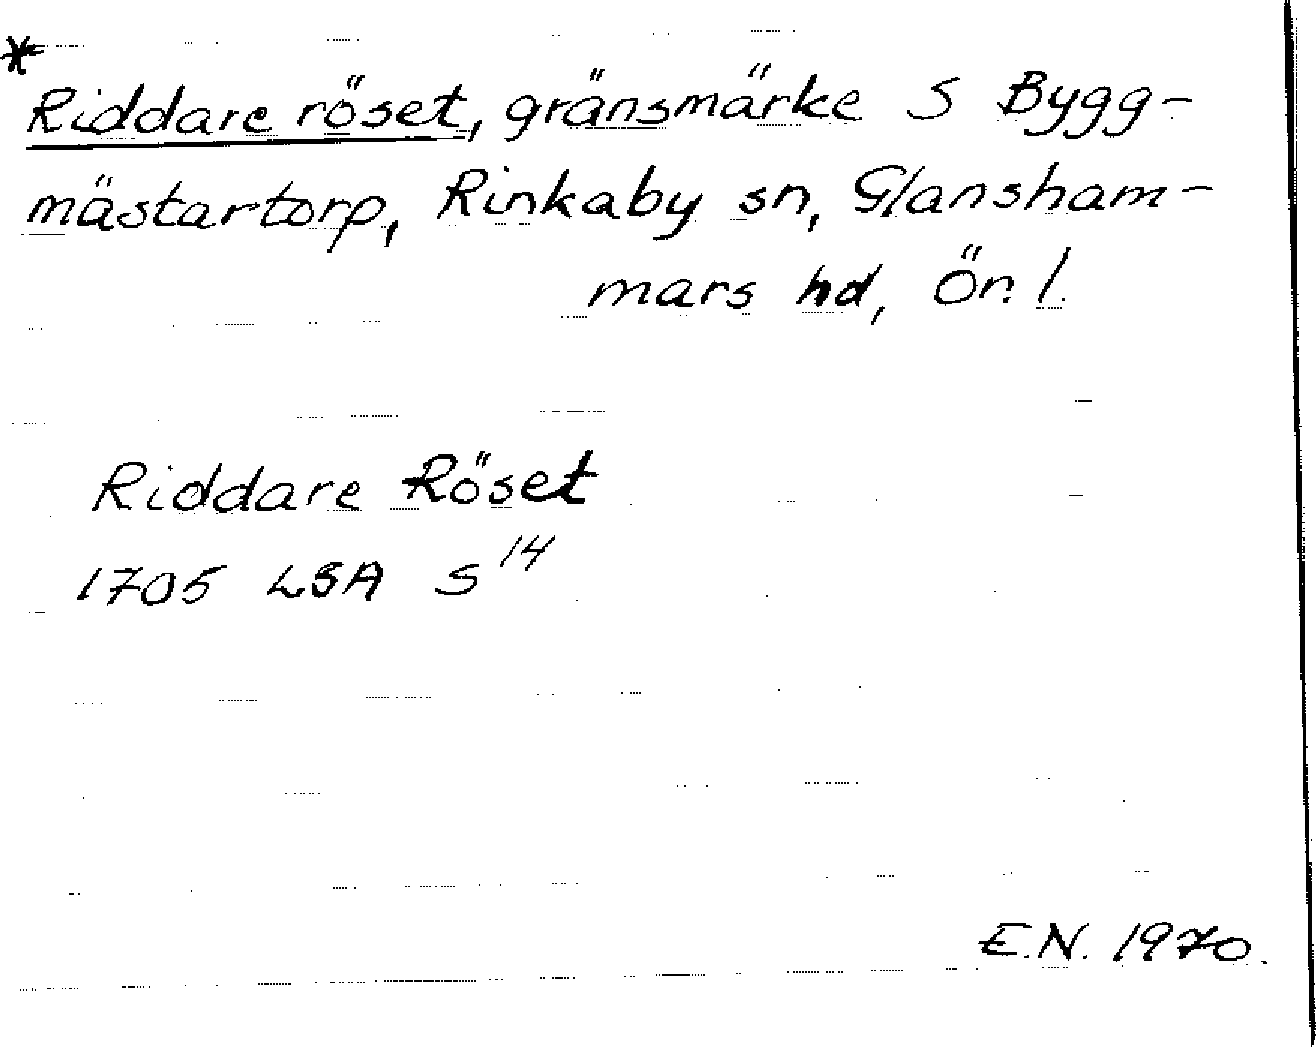 *
Riddare röset, gränsmärke S Bygg-
mästartorp, Rinkaby sn, Glansham-
mars hd, Ön l.
Riddare Röset
1705 LSA S 14
E.N. 1970.